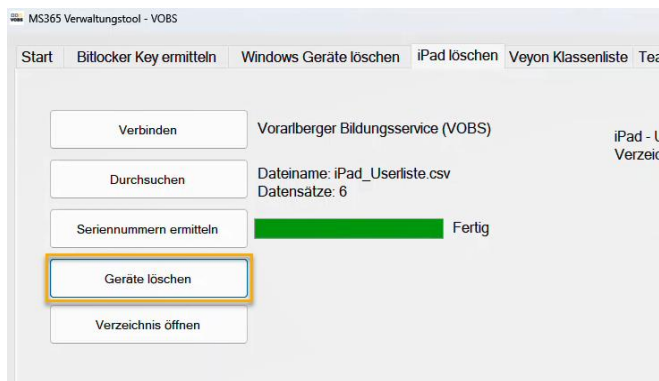 MS365 Verwaltungstool - VOBS
Start Bitlocker Key ermitteln Windows Geräte löschen iPad löschen Veyon Klassenliste
Verbinden Vorarlberger Bildungsservice (VOBS) iPad -
Durchsuchen Dateiname: iPad_Userliste.csv
Datensätze: 6
Seriennummern ermitteln Fertig
Geräte löschen
Verzeichnis öffnen